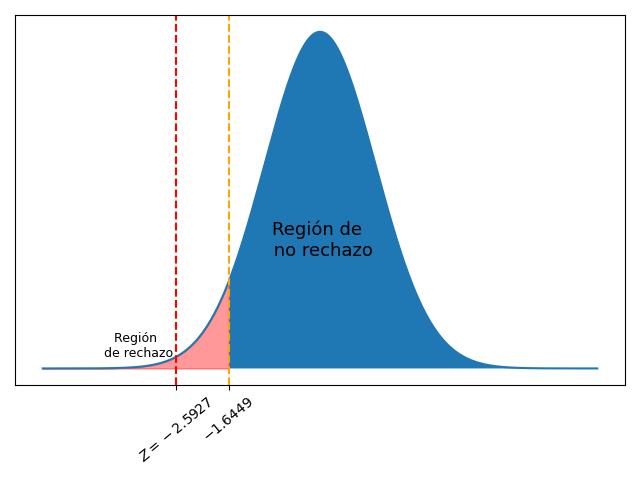 Región de
no rechazo
Región
de rechazo
Z = −2.5927
−1.6449